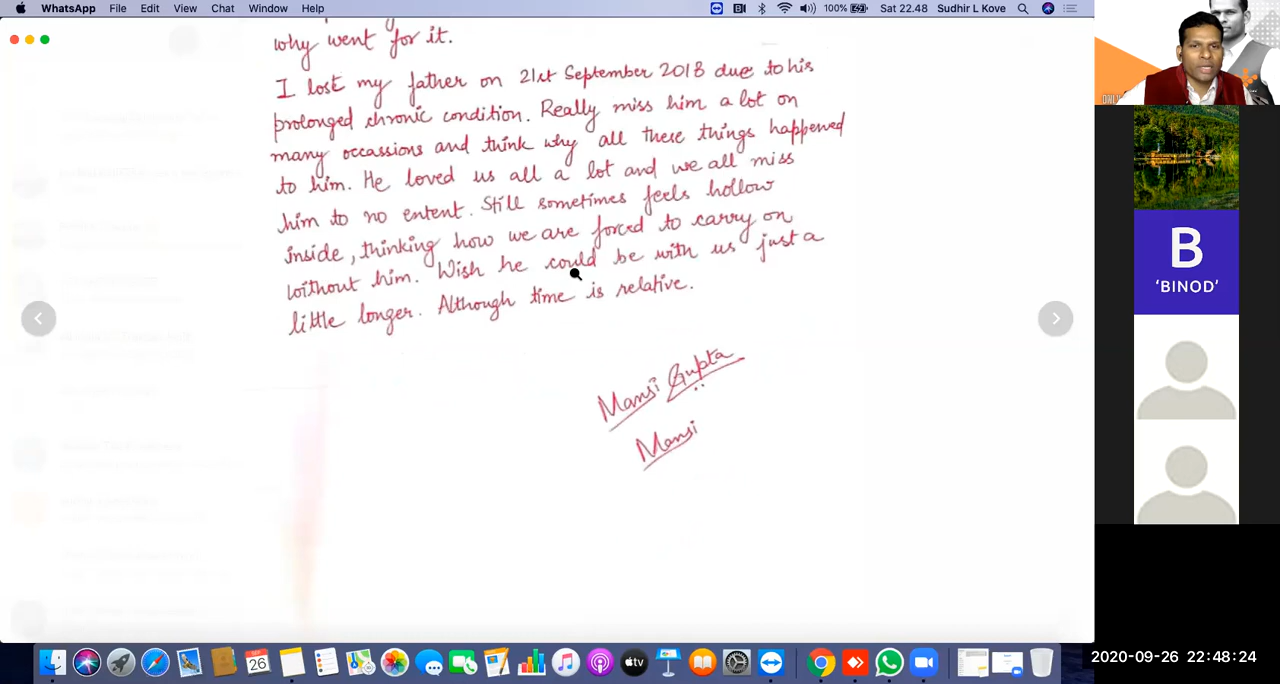 WhatsApp File Edit View Chat Window Help 100% Sat 22.48 Sudhir L Kove
why went for it.
I lost my father on 21st September 2018 due to his
prolonged chronic condition. Really miss him a lot on
many occassions and think why all these things happened
to him. He loved us all a lot and we all miss
him to no entent. Still sometimes feels hollow
inside, thinking how we are forced to carry on
without him. Wish he could be with us just a
little longer. Although time is relative.
Mansi Gupta
Mansi
B
'BINOD'
SEP
26
tv
2020-09-26 22:48:24